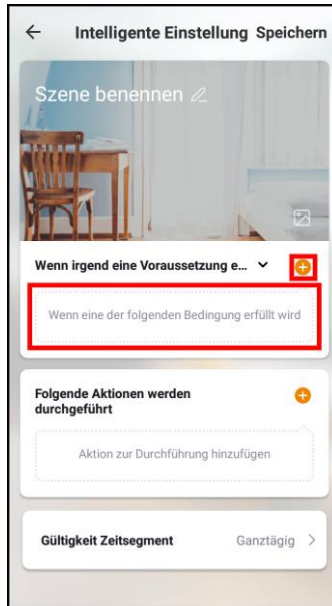 Intelligente Einstellung Speichern
Szene benennen
Wenn irgend eine Voraussetzung e...
Wenn eine der folgenden Bedingung erfüllt wird
Folgende Aktionen werden
durchgeführt
Aktion zur Durchführung hinzufügen
Gültigkeit Zeitsegment Ganztägig